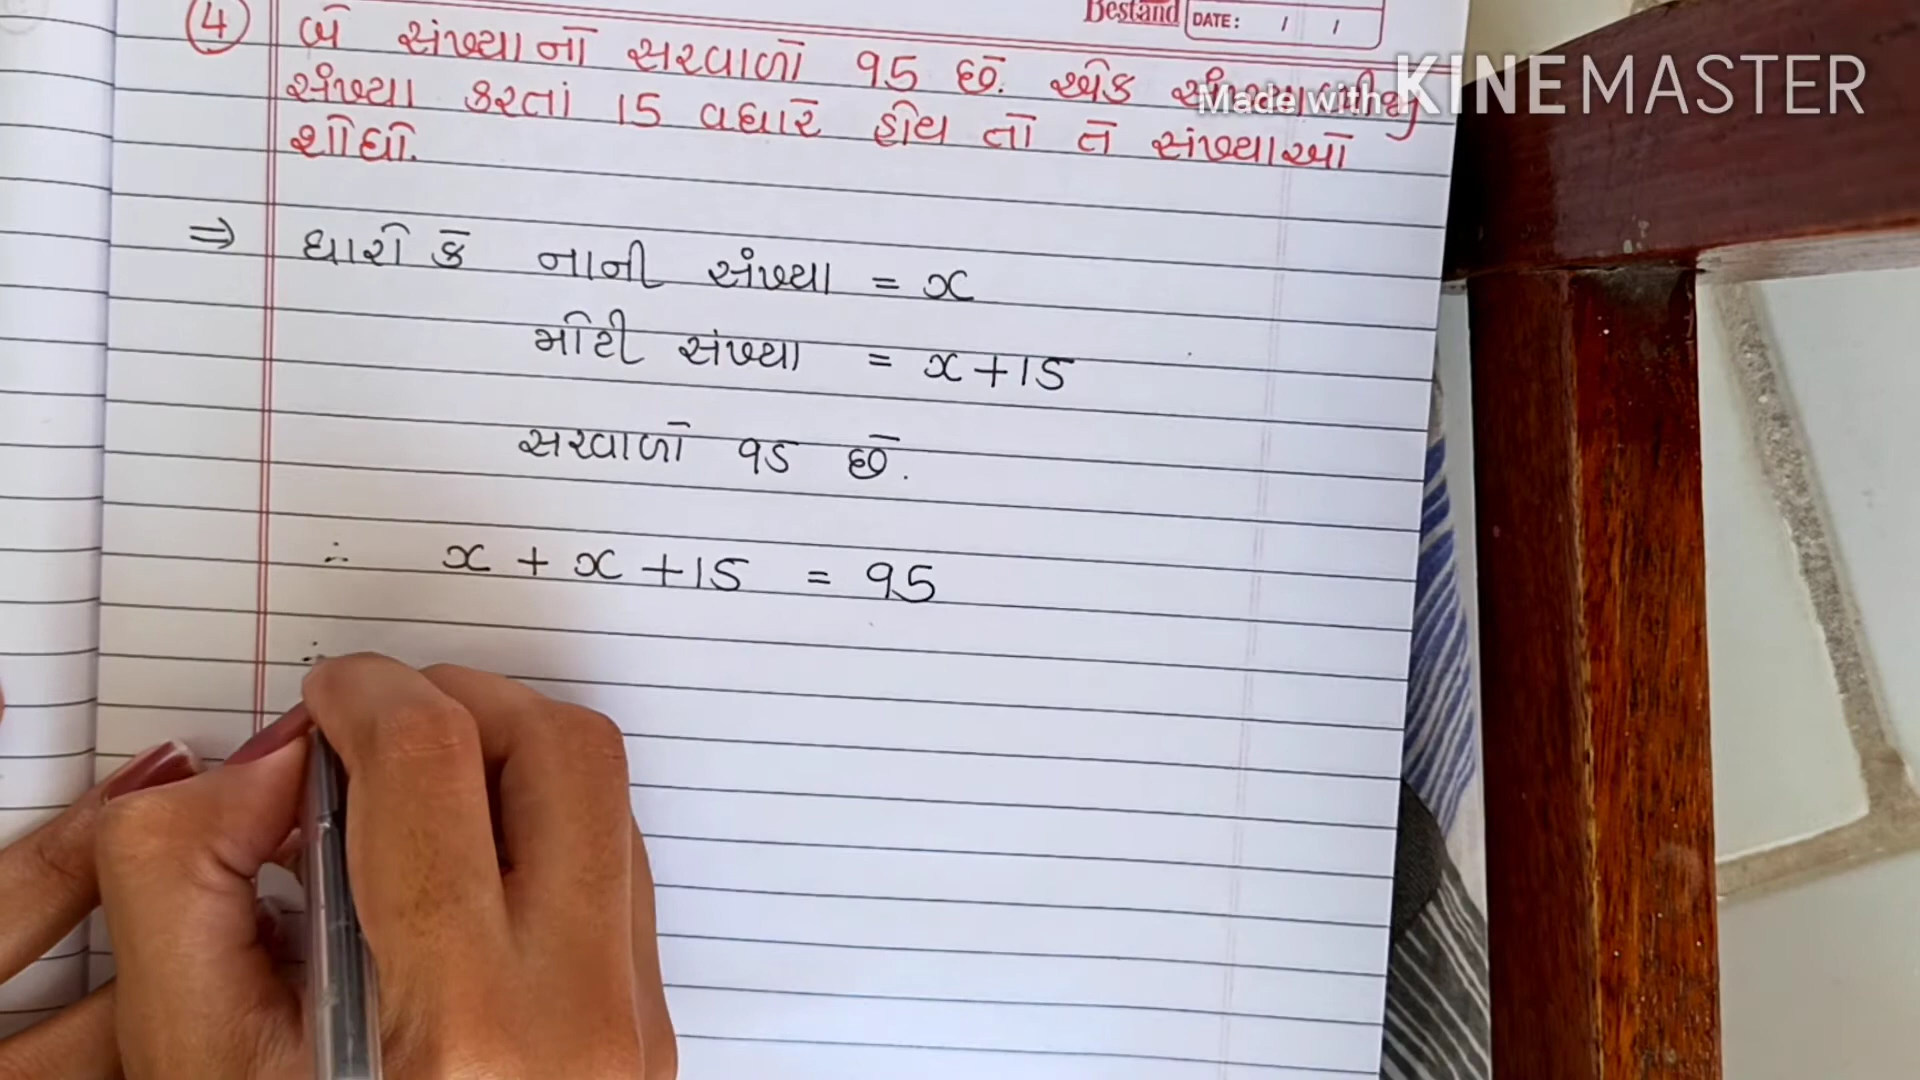 Bestand DATE: / /
Made with KINEMASTER
4 બે સંખ્યાનો સરવાળો 95 છે. એક સંખ્યા બીજી
સંખ્યા કરતાં 15 વધારે હોય તો તે સંખ્યાઓ
શોધો.
⇒ ધારો કે નાની સંખ્યા = x
મોટી સંખ્યા = x+15
સરવાળો 95 છે.
∴ x + x +15 = 95
∴